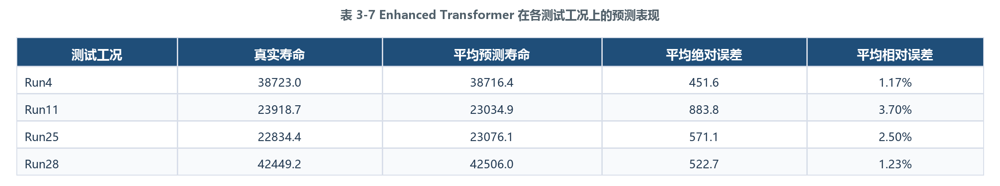 表 3-7 Enhanced Transformer 在各测试工况上的预测表现
测试工况 真实寿命 平均预测寿命 平均绝对误差 平均相对误差
Run4 38723.0 38716.4 451.6 1.17%
Run11 23918.7 23034.9 883.8 3.70%
Run25 22834.4 23076.1 571.1 2.50%
Run28 42449.2 42506.0 522.7 1.23%